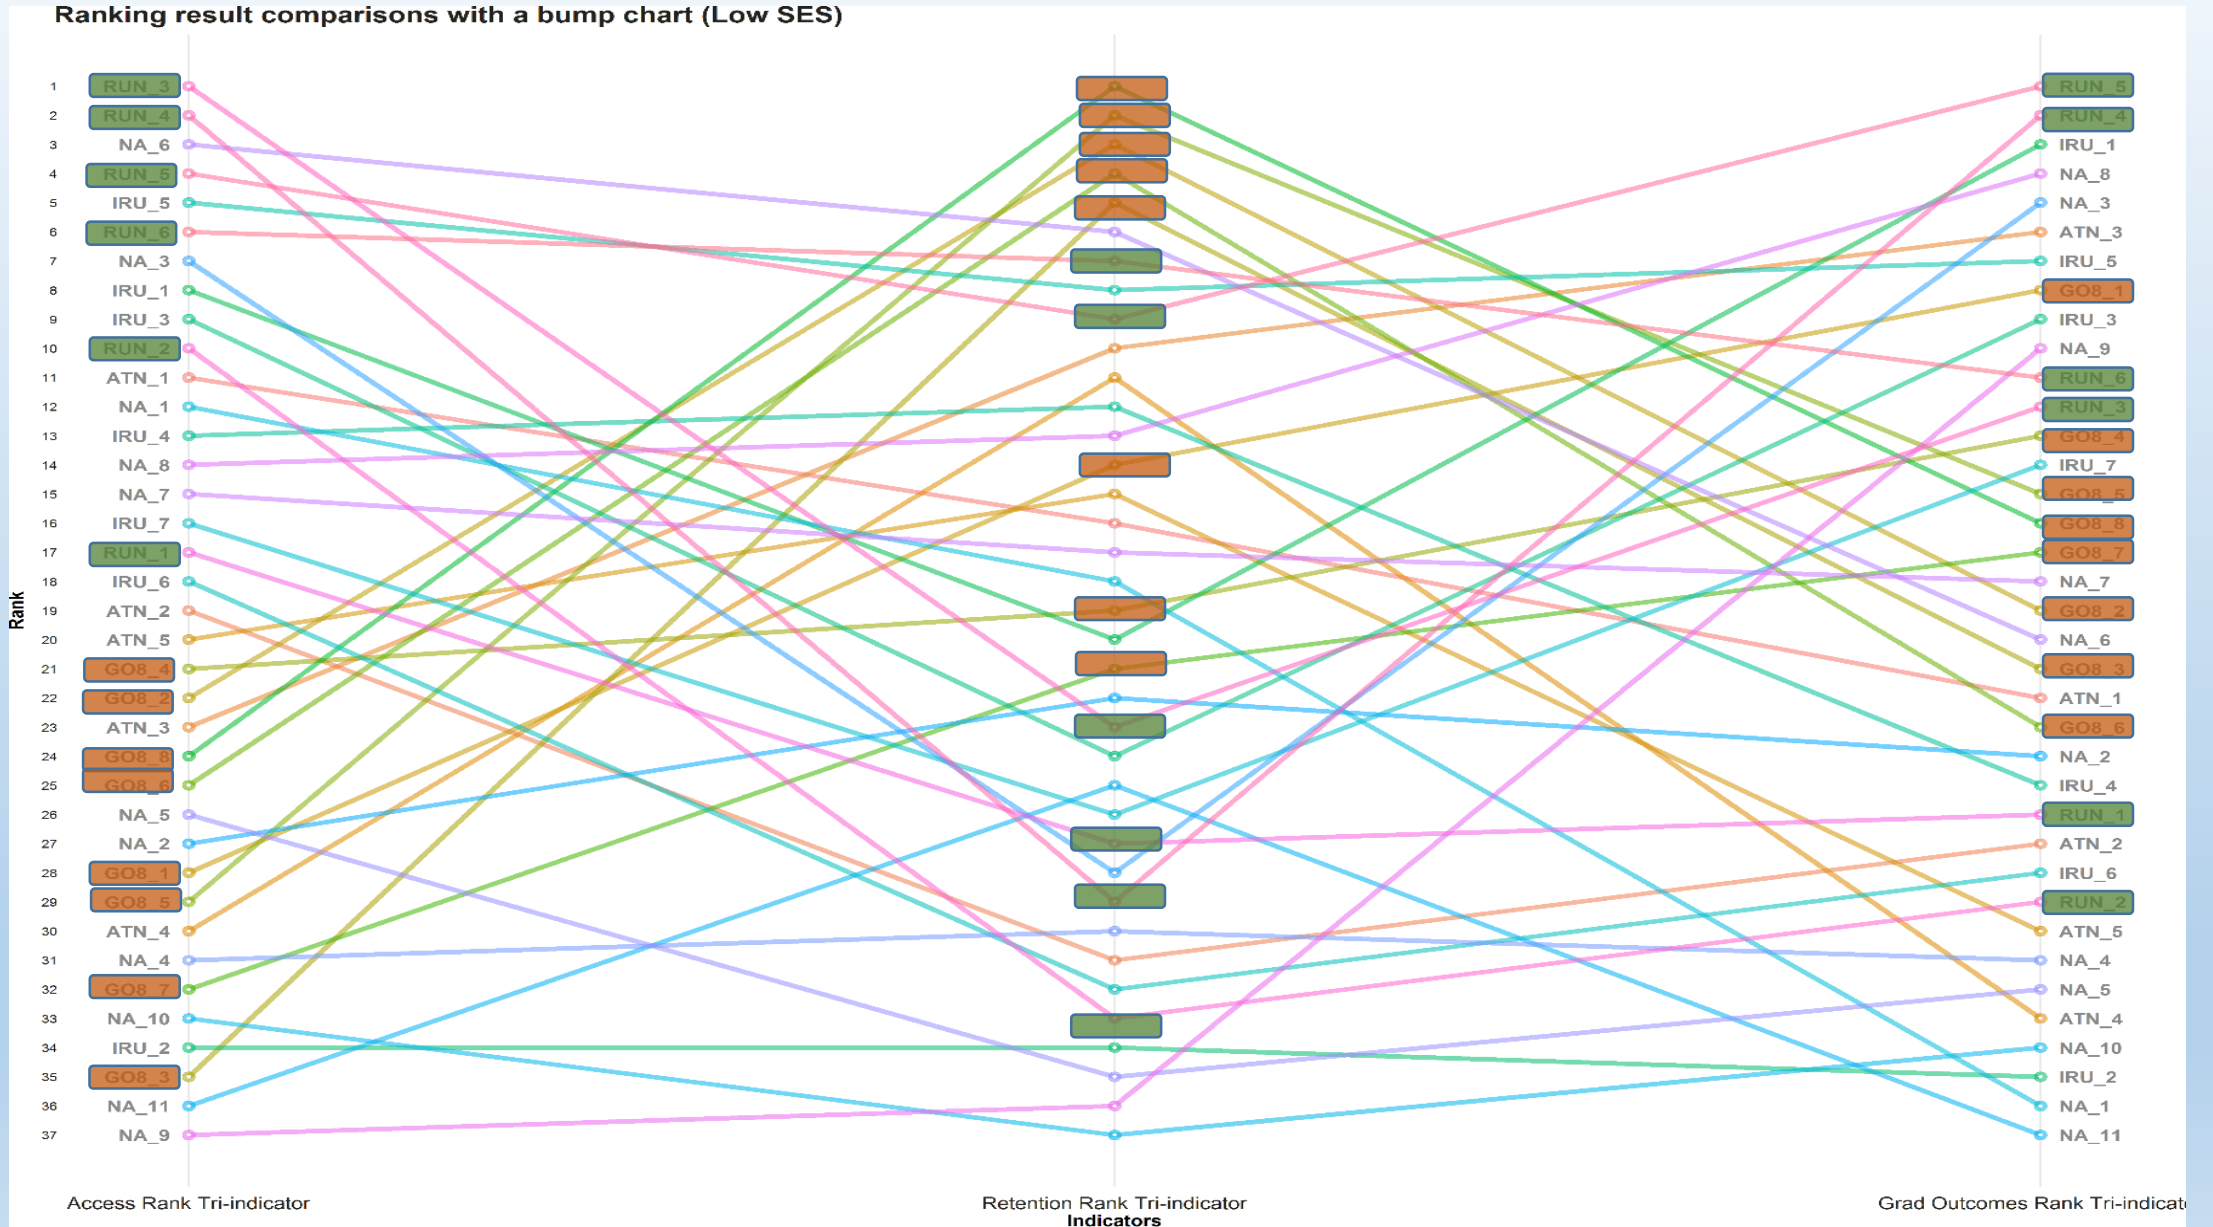 Ranking result comparisons with a bump chart (Low SES)
1 RUN_3 RUN_5
2 RUN_4 RUN_4
3 NA_6 IRU_1
4 RUN_5 NA_8
5 IRU_5 NA_3
6 RUN_6 ATN_3
7 NA_3 IRU_5
8 IRU_1 GO8_1
9 IRU_3 IRU_3
10 RUN_2 NA_9
11 ATN_1 RUN_6
12 NA_1 RUN_3
13 IRU_4 GO8_4
14 NA_8 IRU_7
15 NA_7 GO8_5
16 IRU_7 GO8_8
17 RUN_1 GO8_7
18 IRU_6 NA_7
19 ATN_2 GO8_2
20 ATN_5 NA_6
21 GO8_4 GO8_3
22 GO8_2 ATN_1
23 ATN_3 GO8_6
24 GO8_8 NA_2
25 GO8_6 IRU_4
26 NA_5 RUN_1
27 NA_2 ATN_2
28 GO8_1 IRU_6
29 GO8_5 RUN_2
30 ATN_4 ATN_5
31 NA_4 NA_4
32 GO8_7 NA_5
33 NA_10 ATN_4
34 IRU_2 NA_10
35 GO8_3 IRU_2
36 NA_11 NA_1
37 NA_9 NA_11
Rank
Access Rank Tri-indicator Retention Rank Tri-indicator Grad Outcomes Rank Tri-indicat
Indicators